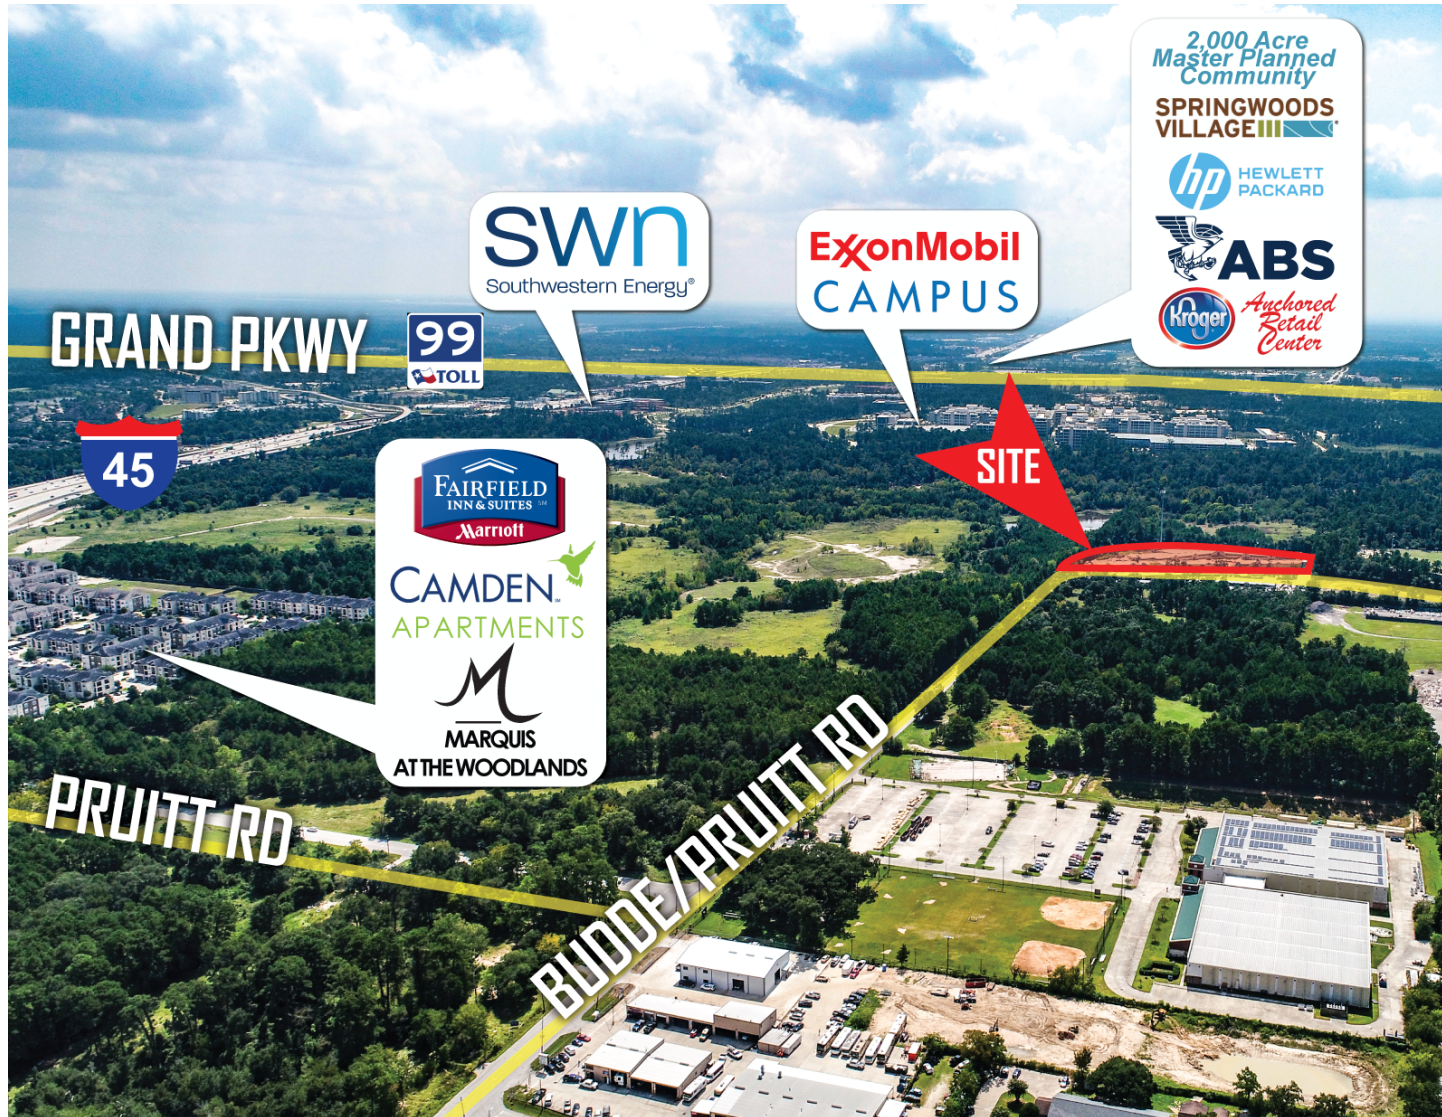 2,000 Acre
Master Planned
Community
SPRINGWOODS
VILLAGE
hp HEWLETT
PACKARD
ABS
Kroger Anchored
Retail
Center
swn
Southwestern Energy®
ExxonMobil
CAMPUS
GRAND PKWY
99
TOLL
45
SITE
FAIRFIELD
INN & SUITES SM
Marriott
CAMDEN™
APARTMENTS
M
MARQUIS
AT THE WOODLANDS
PRUITT RD
BUDDE/PRUITT RD